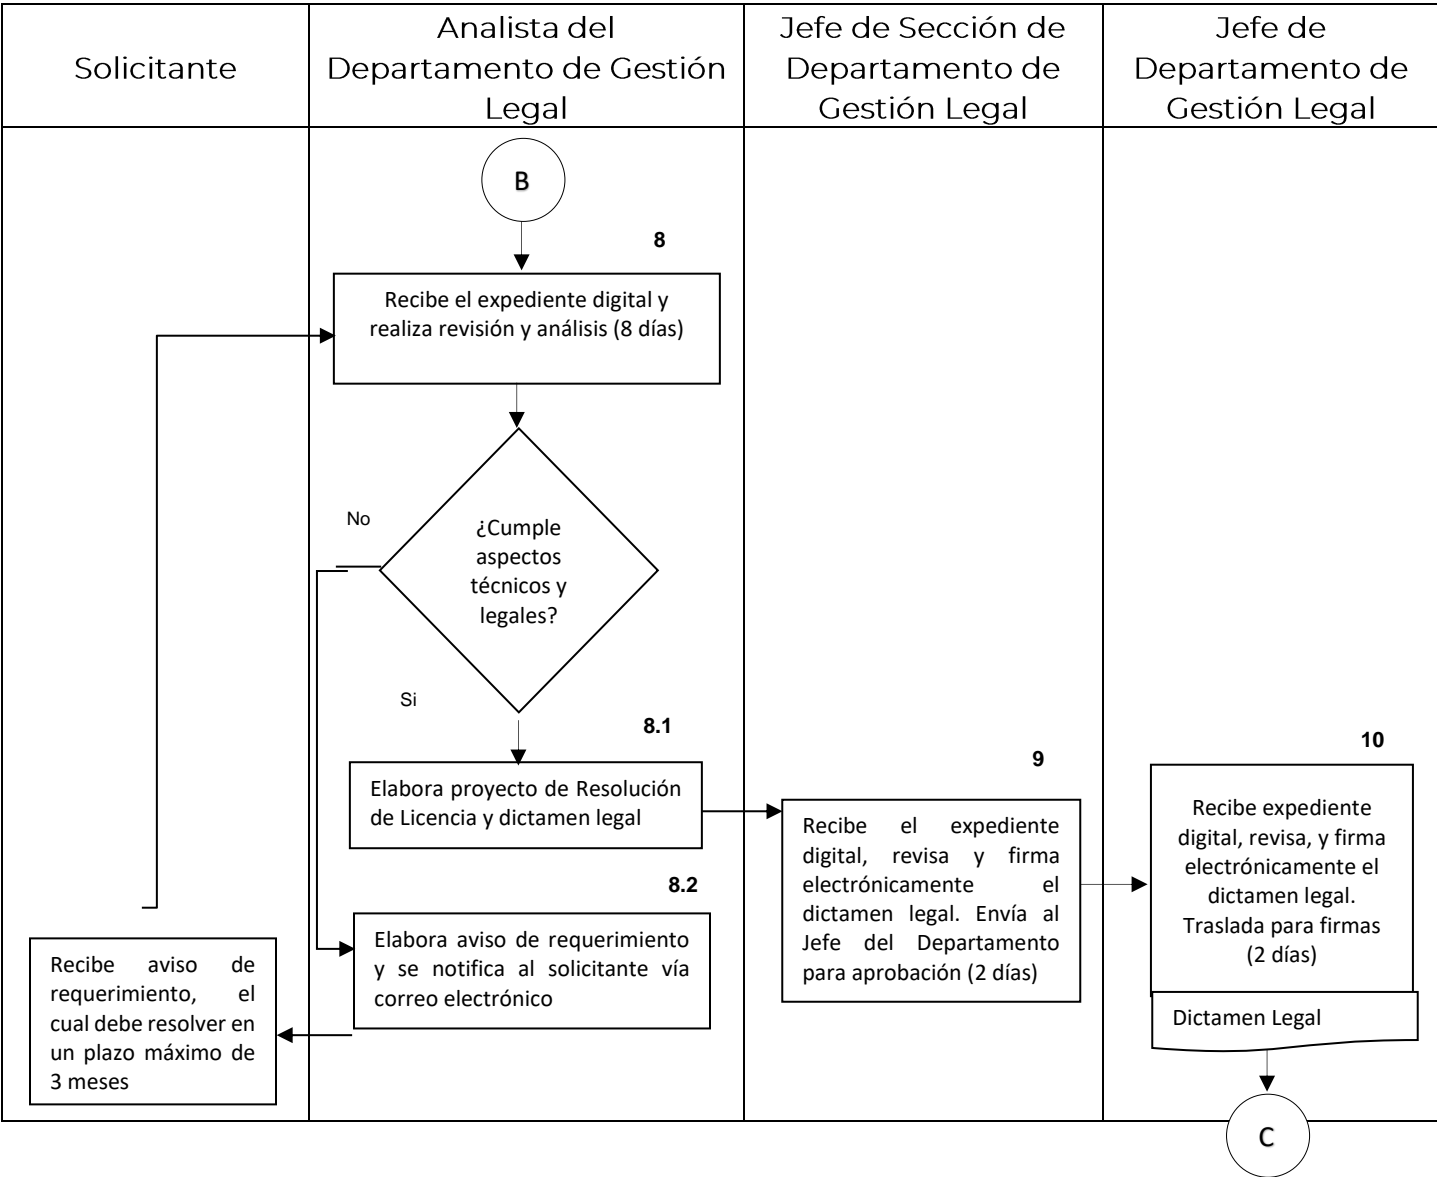 Solicitante
Analista del
Departamento de Gestión
Legal
Jefe de Sección de
Departamento de
Gestión Legal
Jefe de
Departamento de
Gestión Legal
B
8
Recibe el expediente digital y
realiza revisión y análisis (8 días)
No
¿Cumple
aspectos
técnicos y
legales?
Si
8.1
Elabora proyecto de Resolución
de Licencia y dictamen legal
8.2
Elabora aviso de requerimiento
y se notifica al solicitante vía
correo electrónico
Recibe aviso de
requerimiento, el
cual debe resolver en
un plazo máximo de
3 meses
9
Recibe el expediente
digital, revisa y firma
electrónicamente el
dictamen legal. Envía al
Jefe del Departamento
para aprobación (2 días)
10
Recibe expediente
digital, revisa, y firma
electrónicamente el
dictamen legal.
Traslada para firmas
(2 días)
Dictamen Legal
C